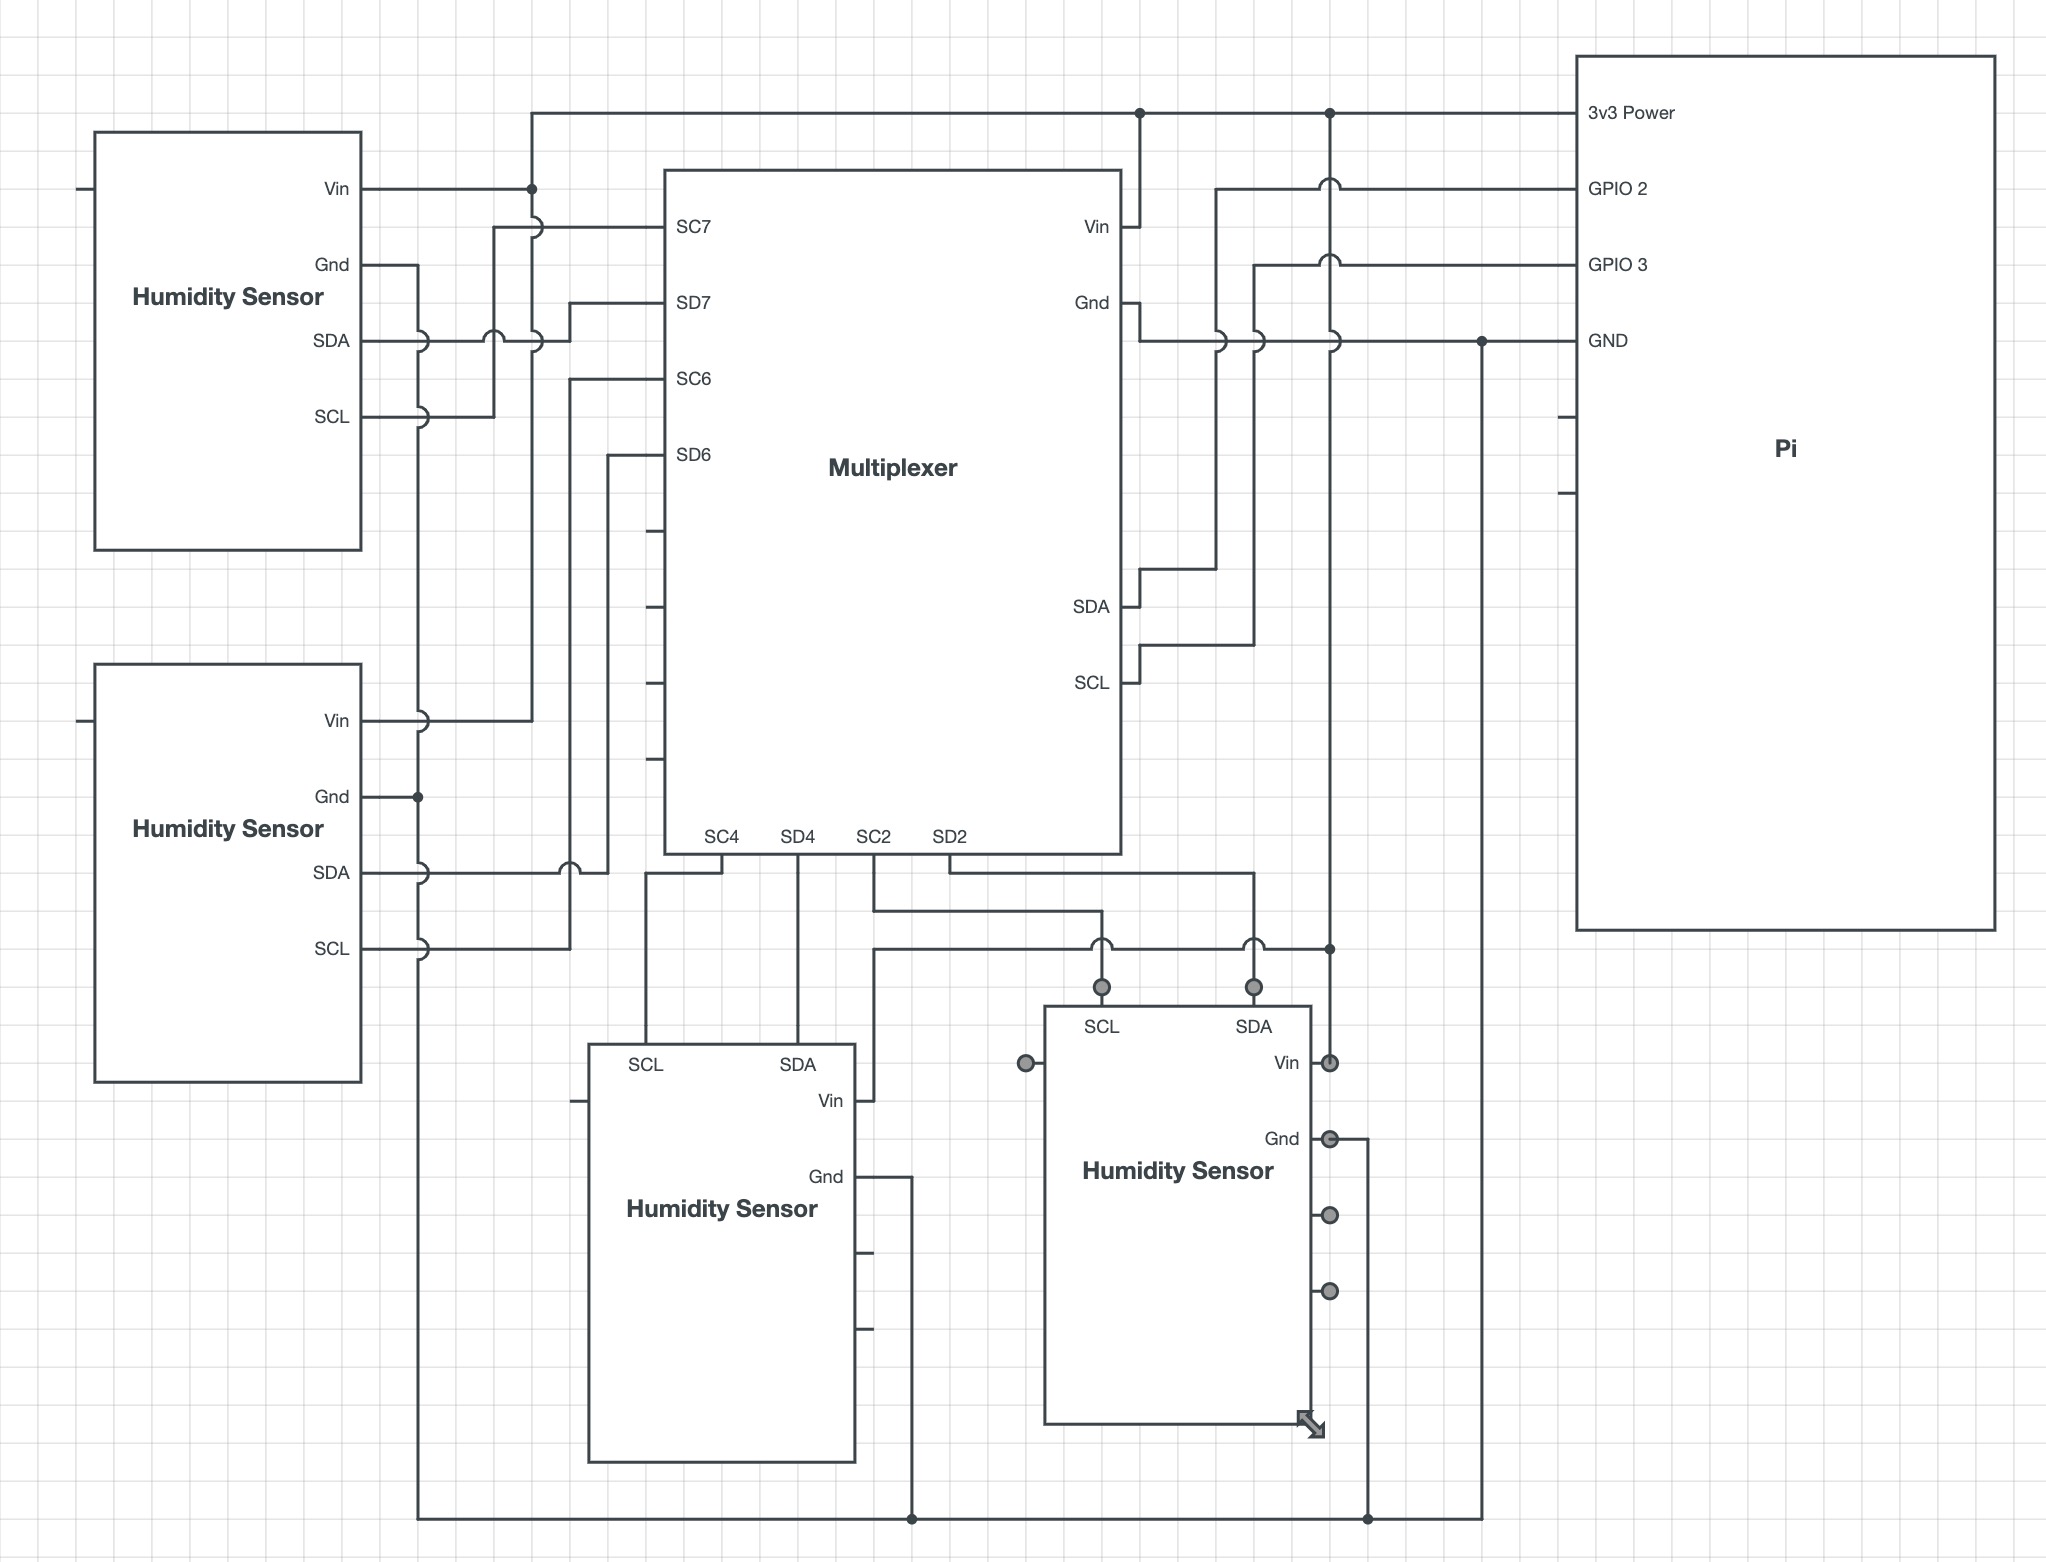 3v3 Power
GPIO 2
GPIO 3
GND
Pi
Vin
Gnd
Humidity Sensor
SDA
SCL
SC7
SD7
SC6
SD6
Multiplexer
Vin
Gnd
SDA
SCL
SC4 SD4 SC2 SD2
Vin
Gnd
Humidity Sensor
SDA
SCL
SCL SDA
Vin
Gnd
Humidity Sensor
SCL SDA
Vin
Gnd
Humidity Sensor